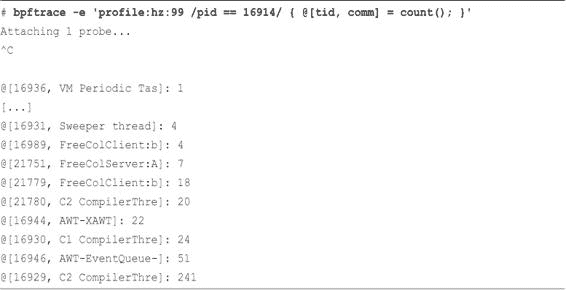 # bpftrace -e 'profile:hz:99 /pid == 16914/ { @[tid, comm] = count(); }'
Attaching 1 probe...
^C
@[16936, VM Periodic Tas]: 1
[...]
@[16931, Sweeper thread]: 4
@[16989, FreeColClient:b]: 4
@[21751, FreeColServer:A]: 7
@[21779, FreeColClient:b]: 18
@[21780, C2 CompilerThre]: 20
@[16944, AWT-XAWT]: 22
@[16930, C1 CompilerThre]: 24
@[16946, AWT-EventQueue-]: 51
@[16929, C2 CompilerThre]: 241